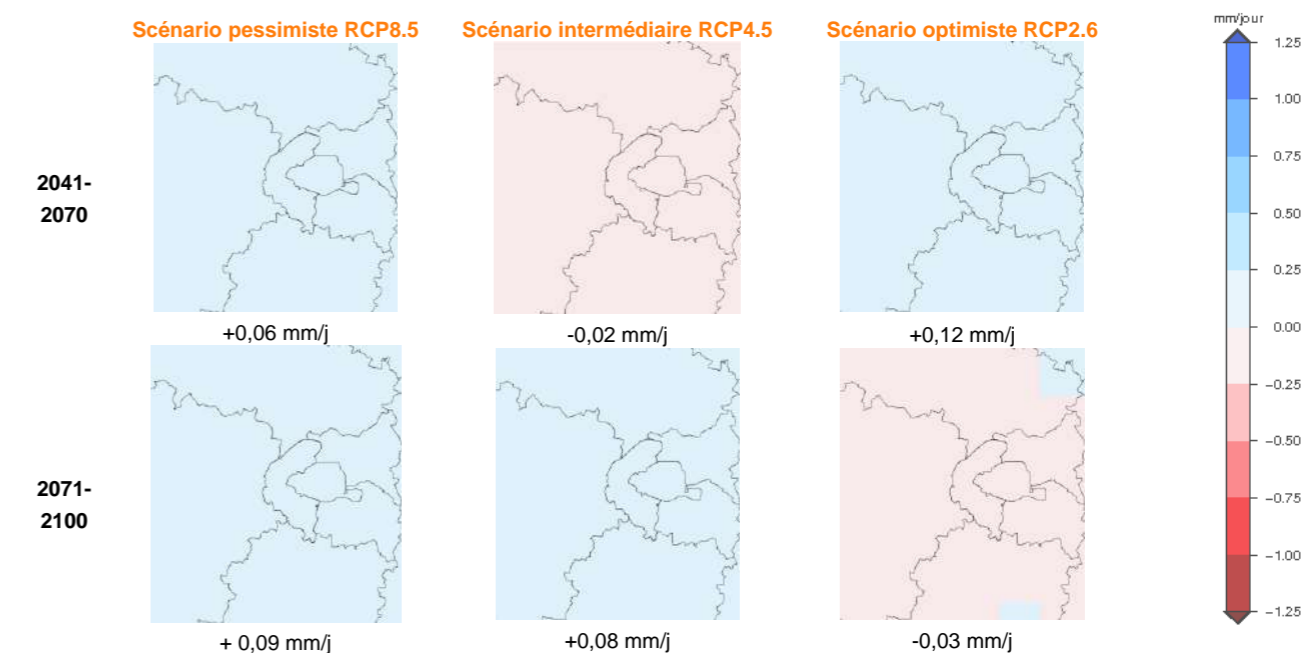 mm/jour
Scénario pessimiste RCP8.5
Scénario intermédiaire RCP4.5
Scénario optimiste RCP2.6
2041-
2070
+0,06 mm/j
-0,02 mm/j
+0,12 mm/j
2071-
2100
+ 0,09 mm/j
+0,08 mm/j
-0,03 mm/j
1.25
1.00
0.75
0.50
0.25
0.00
−0.25
−0.50
−0.75
−1.00
−1.25